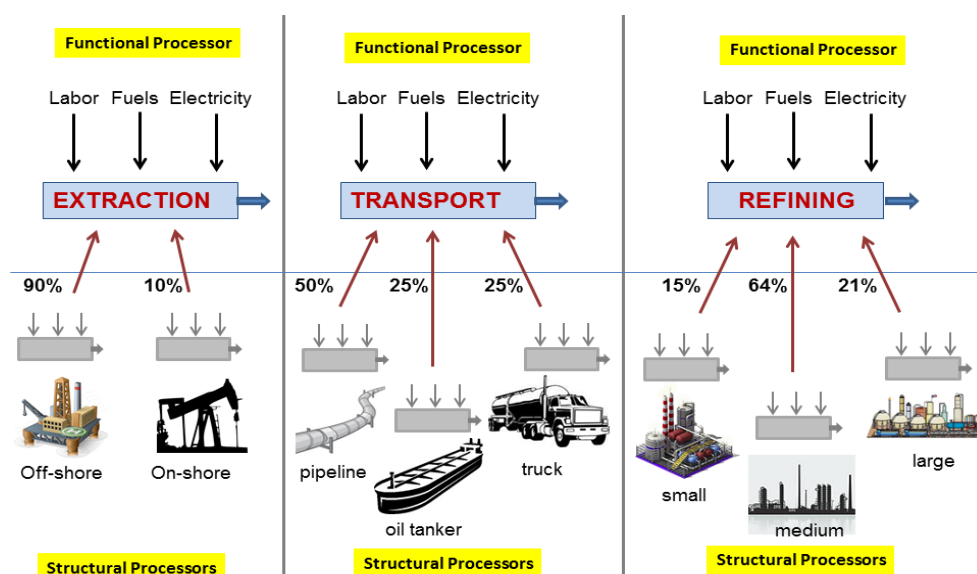 Functional Processor
Labor Fuels Electricity
EXTRACTION
90% 10%
Off-shore On-shore
Structural Processors
Functional Processor
Labor Fuels Electricity
TRANSPORT
50% 25% 25%
pipeline
oil tanker
truck
Structural Processors
Functional Processor
Labor Fuels Electricity
REFINING
15% 64% 21%
small
medium
large
Structural Processors